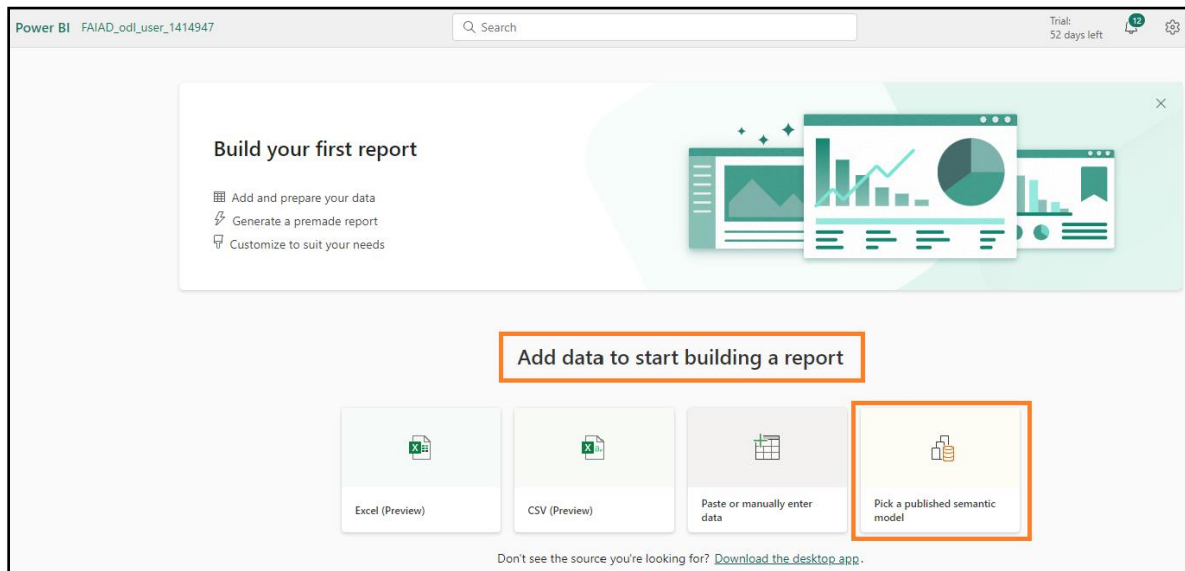 Power BI FAIAD_odl_user_1414947
Search
Trial:
52 days left
12
Build your first report
Add and prepare your data
Generate a premade report
Customize to suit your needs
Add data to start building a report
Excel (Preview)
CSV (Preview)
Paste or manually enter
data
Pick a published semantic
model
Don't see the source you're looking for? Download the desktop app.